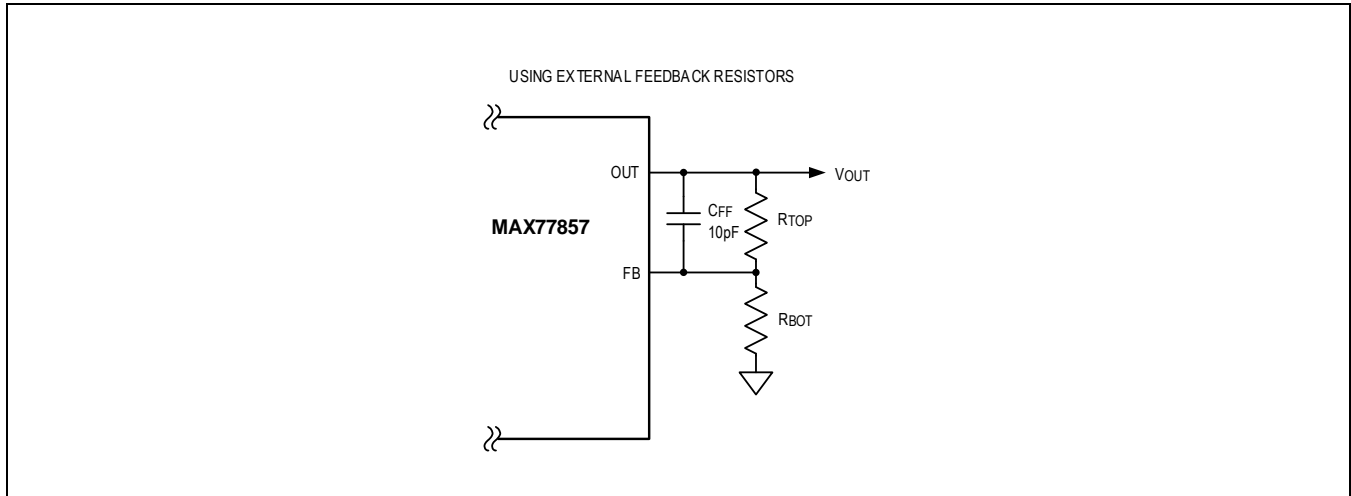 USING EXTERNAL FEEDBACK RESISTORS
OUT
VOUT
CFF
10pF
RTOP
MAX77857
FB
RBOT